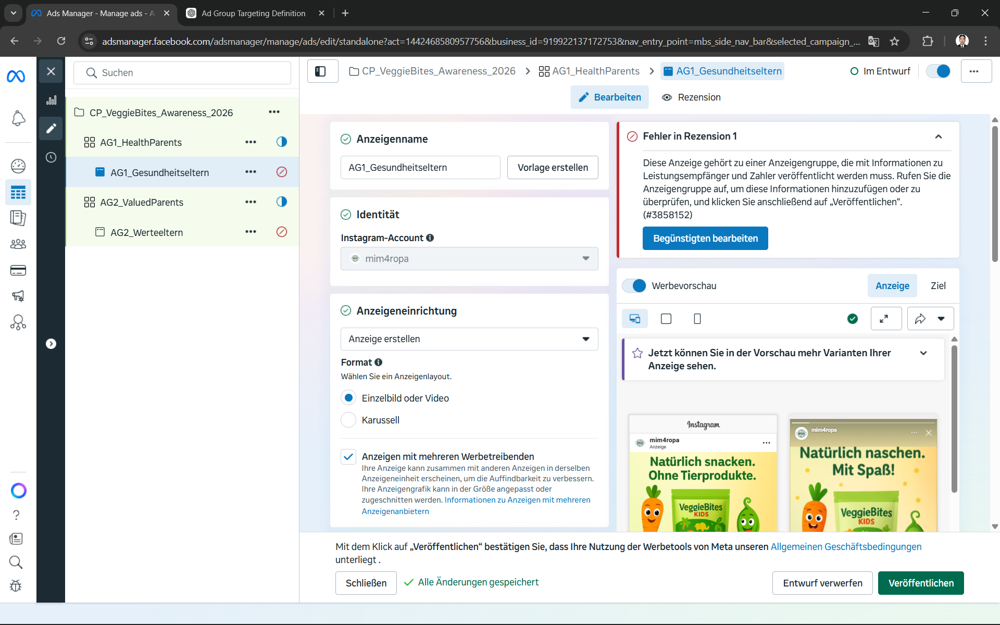 Ads Manager - Manage ads - A
Ad Group Targeting Definition
adsmanager.facebook.com/adsmanager/manage/ads/edit/standalone?act=1442468580957756&business_id=919922137172753&nav_entry_point=mbs_side_nav_bar&selected_campaign_...
Suchen
CP_VeggieBites_Awareness_2026
AG1_HealthParents
AG1_Gesundheitseltern
AG2_ValuedParents
AG2_Werteeltern
CP_VeggieBites_Awareness_2026
AG1_HealthParents
AG1_Gesundheitseltern
Im Entwurf
Bearbeiten
Rezension
Anzeigenname
AG1_Gesundheitseltern
Vorlage erstellen
Identität
Instagram-Account
mim4ropa
Anzeigeneinrichtung
Anzeige erstellen
Format
Wählen Sie ein Anzeigenlayout.
Einzelbild oder Video
Karussell
Anzeigen mit mehreren Werbetreibenden
Ihre Anzeige kann zusammen mit anderen Anzeigen in derselben
Anzeigeneinheit erscheinen, um die Auffindbarkeit zu verbessern.
Ihre Anzeigengrafik kann in der Größe angepasst oder
zugeschnitten werden. Informationen zu Anzeigen mit mehreren
Anzeigenanbietern
Fehler in Rezension 1
Diese Anzeige gehört zu einer Anzeigengruppe, die mit Informationen zu
Leistungsempfänger und Zahler veröffentlicht werden muss. Rufen Sie die
Anzeigengruppe auf, um diese Informationen hinzuzufügen oder zu
überprüfen, und klicken Sie anschließend auf „Veröffentlichen“.
(#3858152)
Begünstigten bearbeiten
Werbevorschau
Anzeige
Ziel
Jetzt können Sie in der Vorschau mehr Varianten Ihrer
Anzeige sehen.
Instagram
mim4ropa
Anzeige
Natürlich snacken.
Ohne Tierprodukte.
VeggieBites
KIDS
mim4ropa
Natürlich naschen.
Mit Spaß!
VeggieBites
KIDS
Mit dem Klick auf „Veröffentlichen“ bestätigen Sie, dass Ihre Nutzung der Werbetools von Meta unseren Allgemeinen Geschäftsbedingungen
unterliegt .
Schließen
Alle Änderungen gespeichert
Entwurf verwerfen
Veröffentlichen